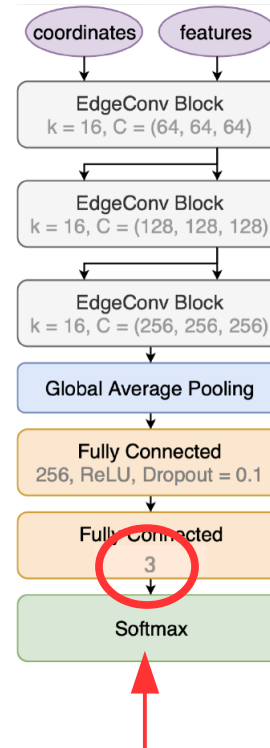 coordinates features
EdgeConv Block
k = 16, C = (64, 64, 64)
EdgeConv Block
k = 16, C = (128, 128, 128)
EdgeConv Block
k = 16, C = (256, 256, 256)
Global Average Pooling
Fully Connected
256, ReLU, Dropout = 0.1
Fully Connected
3
Softmax